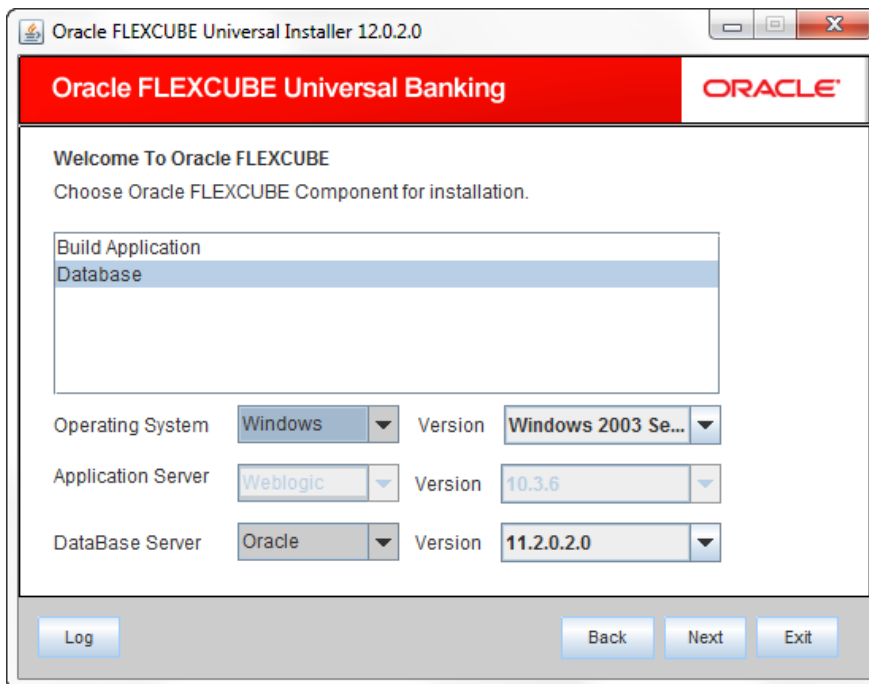 Oracle FLEXCUBE Universal Installer 12.0.2.0
Oracle FLEXCUBE Universal Banking ORACLE
Welcome To Oracle FLEXCUBE
Choose Oracle FLEXCUBE Component for installation.
Build Application
Database
Operating System Windows Version Windows 2003 Se...
Application Server Weblogic Version 10.3.6
DataBase Server Oracle Version 11.2.0.2.0
Log Back Next Exit